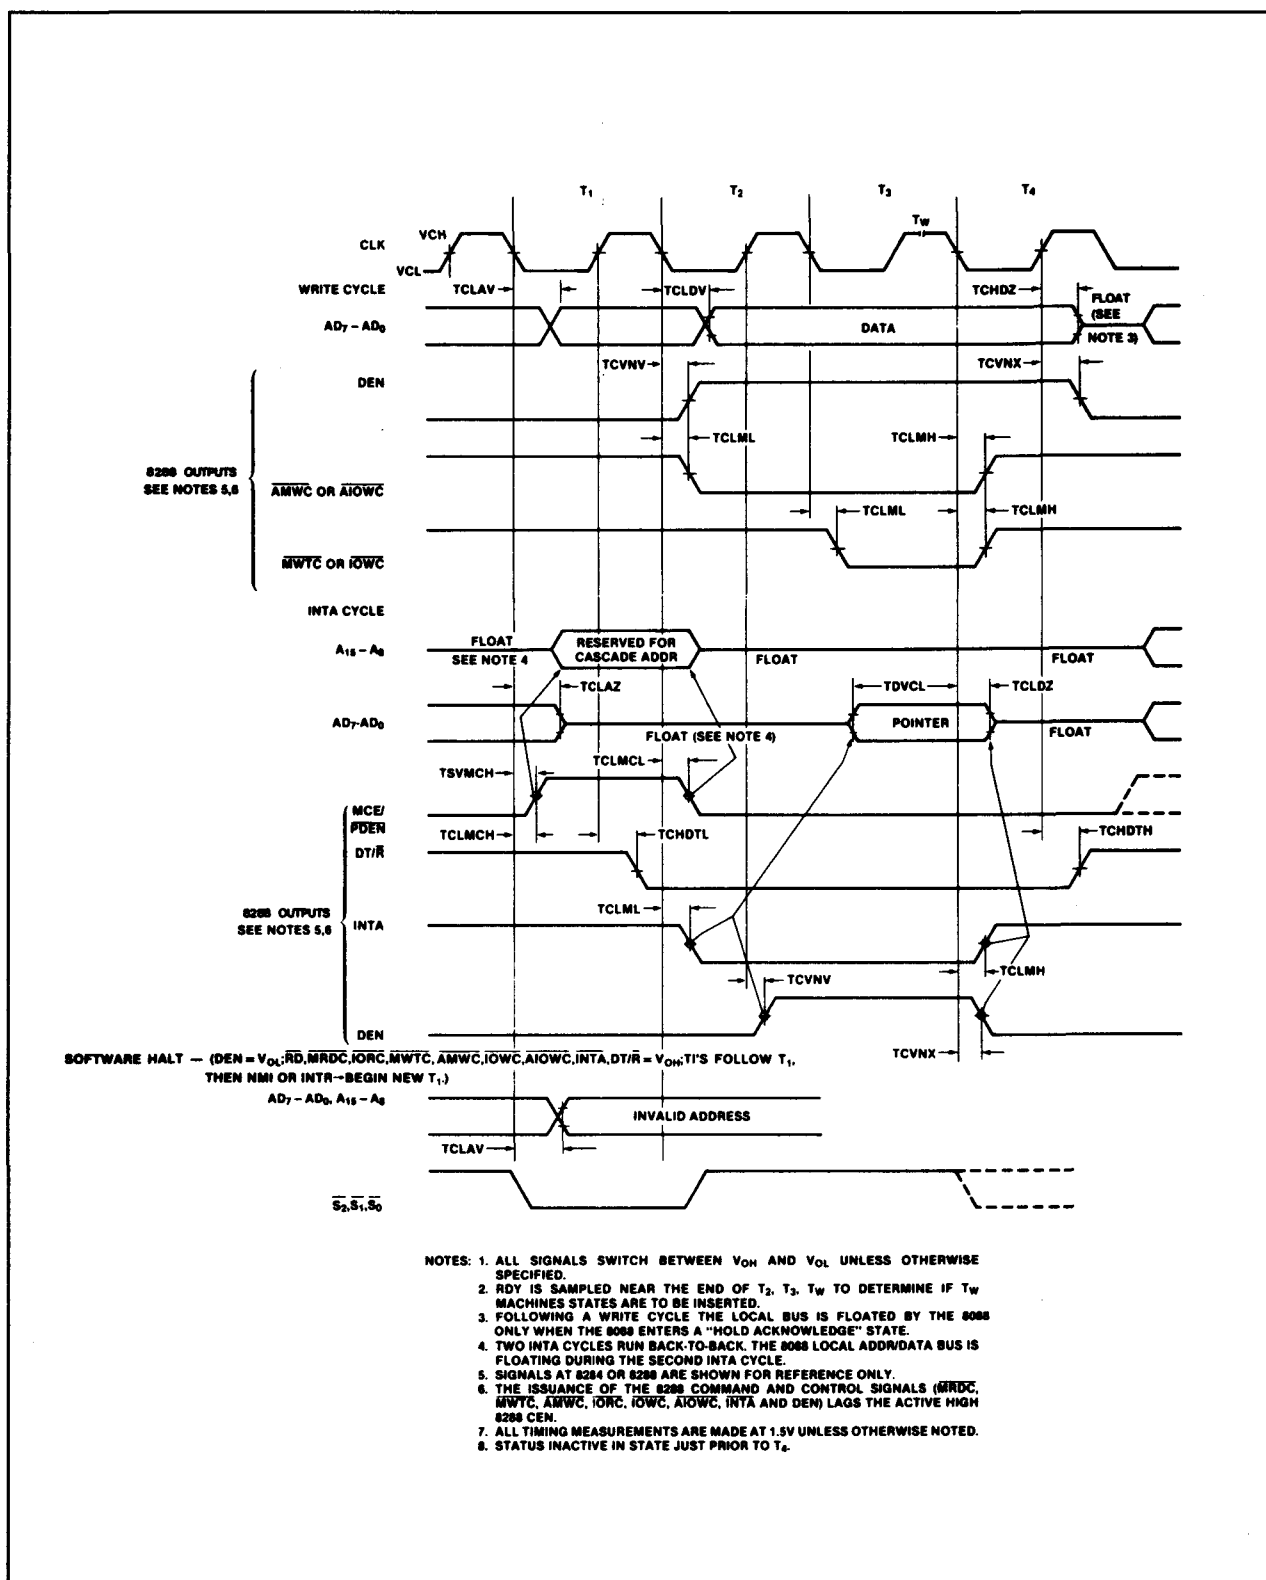 T1 T2 T3 T4
TW
VCH
CLK
VCL
WRITE CYCLE
TCLAV TCLDV TCHDZ FLOAT (SEE NOTE 3)
AD7 – AD0
DATA
TCVNV TCVNX
DEN
TCLML TCLMH
8288 OUTPUTS
SEE NOTES 5,6
AMWC OR AIOWC
TCLML TCLMH
MWTC OR IOWC
INTA CYCLE
A15 – A8
FLOAT
SEE NOTE 4
RESERVED FOR
CASCADE ADDR
FLOAT FLOAT
TCLAZ TDVCL TCLDZ
AD7-AD0
POINTER
FLOAT (SEE NOTE 4) FLOAT
TSVMCH TCLMCL
MCE/
PDEN
TCLMCH TCHDTL TCHDTH
DT/R
TCLML
8288 OUTPUTS
SEE NOTES 5,6
INTA
TCVNV TCLMH
DEN
TCVNX
SOFTWARE HALT — (DEN = VOL; RD, MRDC, IORC, MWTC, AMWC, IOWC, AIOWC, INTA, DT/R = VOH; TI'S FOLLOW T1,
THEN NMI OR INTR→BEGIN NEW T1.)
AD7 – AD0, A15 – A8
INVALID ADDRESS
TCLAV
S2,S1,S0
NOTES: 1. ALL SIGNALS SWITCH BETWEEN VOH AND VOL UNLESS OTHERWISE
SPECIFIED.
2. RDY IS SAMPLED NEAR THE END OF T2, T3, TW TO DETERMINE IF TW
MACHINES STATES ARE TO BE INSERTED.
3. FOLLOWING A WRITE CYCLE THE LOCAL BUS IS FLOATED BY THE 8088
ONLY WHEN THE 8088 ENTERS A "HOLD ACKNOWLEDGE" STATE.
4. TWO INTA CYCLES RUN BACK-TO-BACK. THE 8088 LOCAL ADDR/DATA BUS IS
FLOATING DURING THE SECOND INTA CYCLE.
5. SIGNALS AT 8284 OR 8288 ARE SHOWN FOR REFERENCE ONLY.
6. THE ISSUANCE OF THE 8288 COMMAND AND CONTROL SIGNALS (MRDC,
MWTC, AMWC, IORC, IOWC, AIOWC, INTA AND DEN) LAGS THE ACTIVE HIGH
8288 CEN.
7. ALL TIMING MEASUREMENTS ARE MADE AT 1.5V UNLESS OTHERWISE NOTED.
8. STATUS INACTIVE IN STATE JUST PRIOR TO T4.